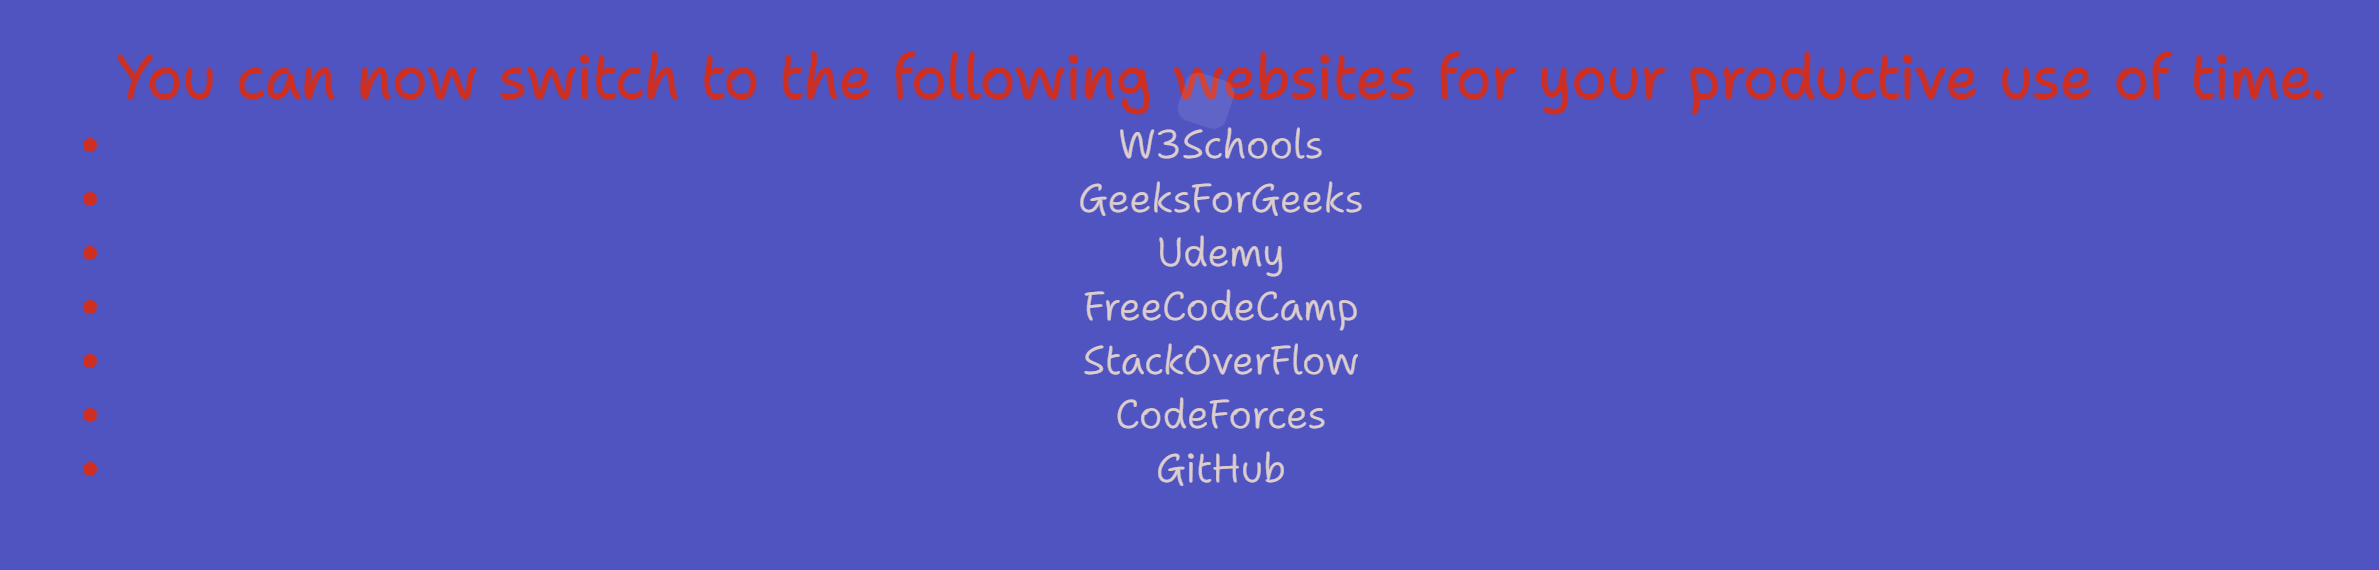 You can now switch to the following websites for your productive use of time.
W3Schools
GeeksForGeeks
Udemy
FreeCodeCamp
StackOverFlow
CodeForces
GitHub